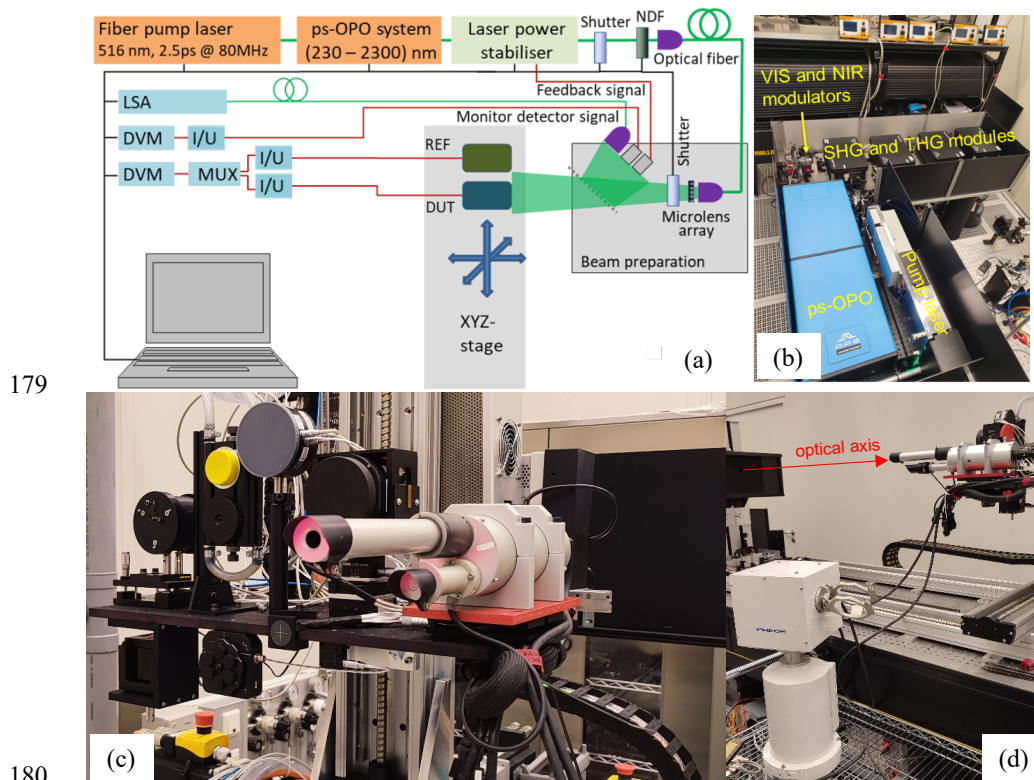 Fiber pump laser
516 nm, 2.5ps @ 80MHz
ps-OPO system
(230 – 2300) nm
Laser power
stabiliser
Shutter
NDF
Optical fiber
Feedback signal
Monitor detector signal
LSA
DVM
I/U
DVM
MUX
I/U
I/U
REF
DUT
Shutter
Microlens
array
Beam preparation
XYZ-
stage
(a)
VIS and NIR
modulators
SHG and THG modules
ps-OPO
Pump laser
(b)
179
optical axis
(c)
(d)
180